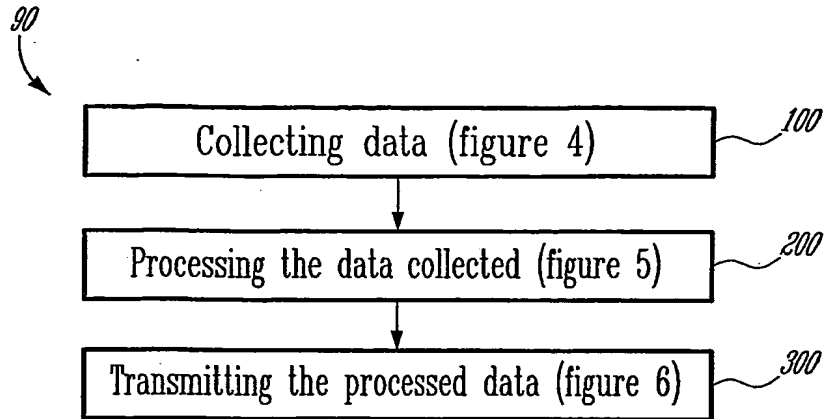 90
Collecting data (figure 4)
100
Processing the data collected (figure 5)
200
Transmitting the processed data (figure 6)
300